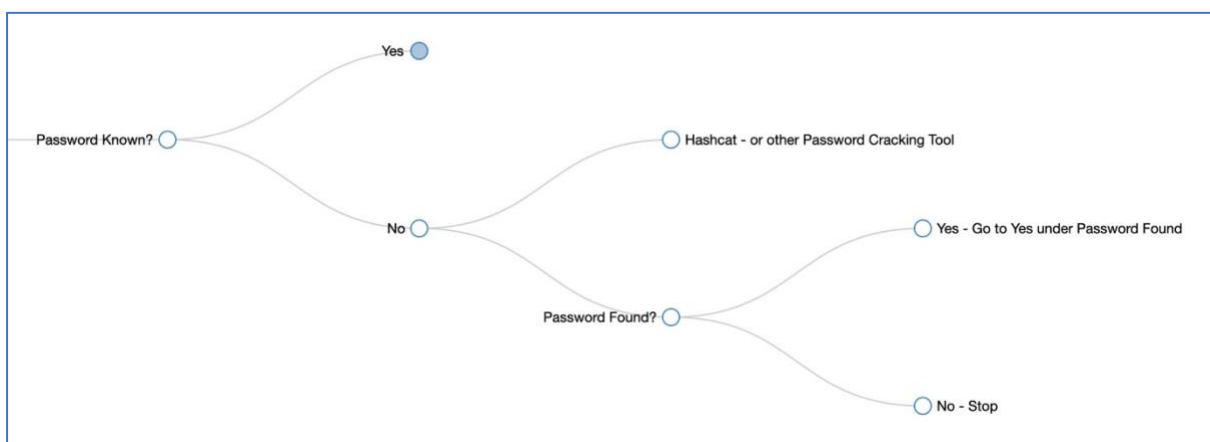 Yes
Password Known?
Hashcat - or other Password Cracking Tool
No
Yes - Go to Yes under Password Found
Password Found?
No - Stop